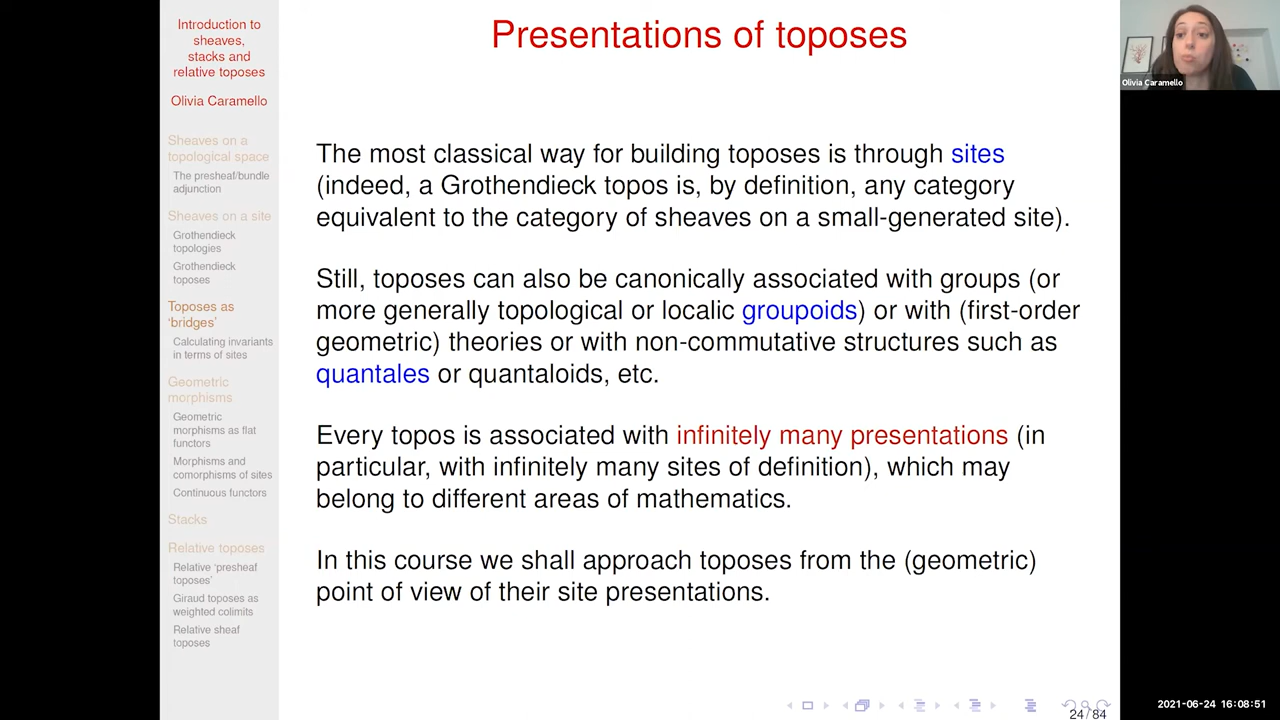 Introduction to
sheaves,
stacks and
relative toposes
Olivia Caramello
Sheaves on a
topological space
The presheaf/bundle
adjunction
Sheaves on a site
Grothendieck
topologies
Grothendieck
toposes
Toposes as
‘bridges’
Calculating invariants
in terms of sites
Geometric
morphisms
Geometric
morphisms as flat
functors
Morphisms and
comorphisms of sites
Continuous functors
Stacks
Relative toposes
Relative ‘presheaf
toposes’
Giraud toposes as
weighted colimits
Relative sheaf
toposes
Presentations of toposes
The most classical way for building toposes is through sites
(indeed, a Grothendieck topos is, by definition, any category
equivalent to the category of sheaves on a small-generated site).
Still, toposes can also be canonically associated with groups (or
more generally topological or localic groupoids) or with (first-order
geometric) theories or with non-commutative structures such as
quantales or quantaloids, etc.
Every topos is associated with infinitely many presentations (in
particular, with infinitely many sites of definition), which may
belong to different areas of mathematics.
In this course we shall approach toposes from the (geometric)
point of view of their site presentations.
24/84
Olivia Caramello
2021-06-24 16:08:51